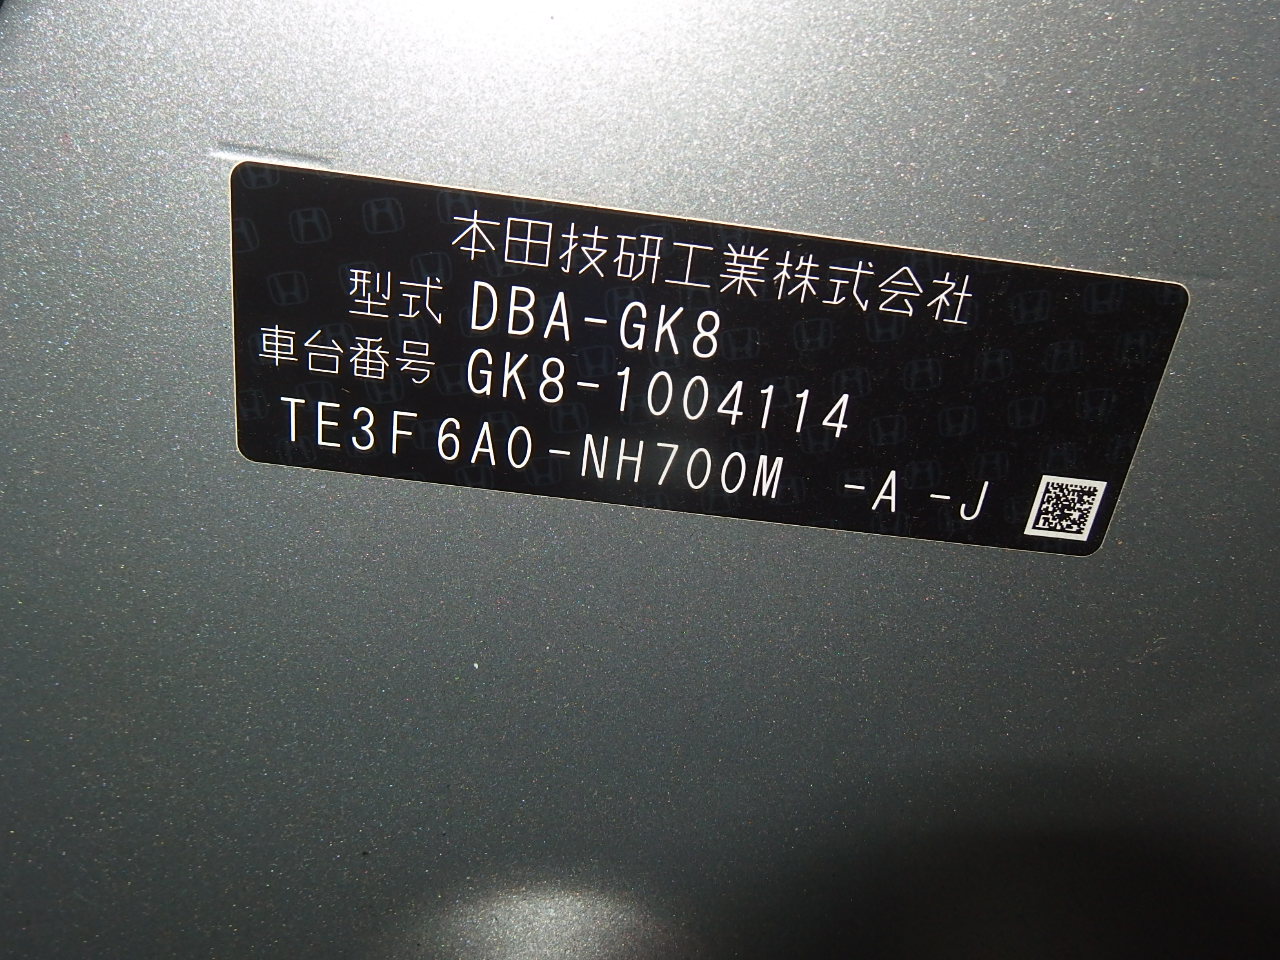 本田技研工業株式会社
型式 DBA-GK8
車台番号 GK8-1004114
TE3F6A0-NH700M -A -J